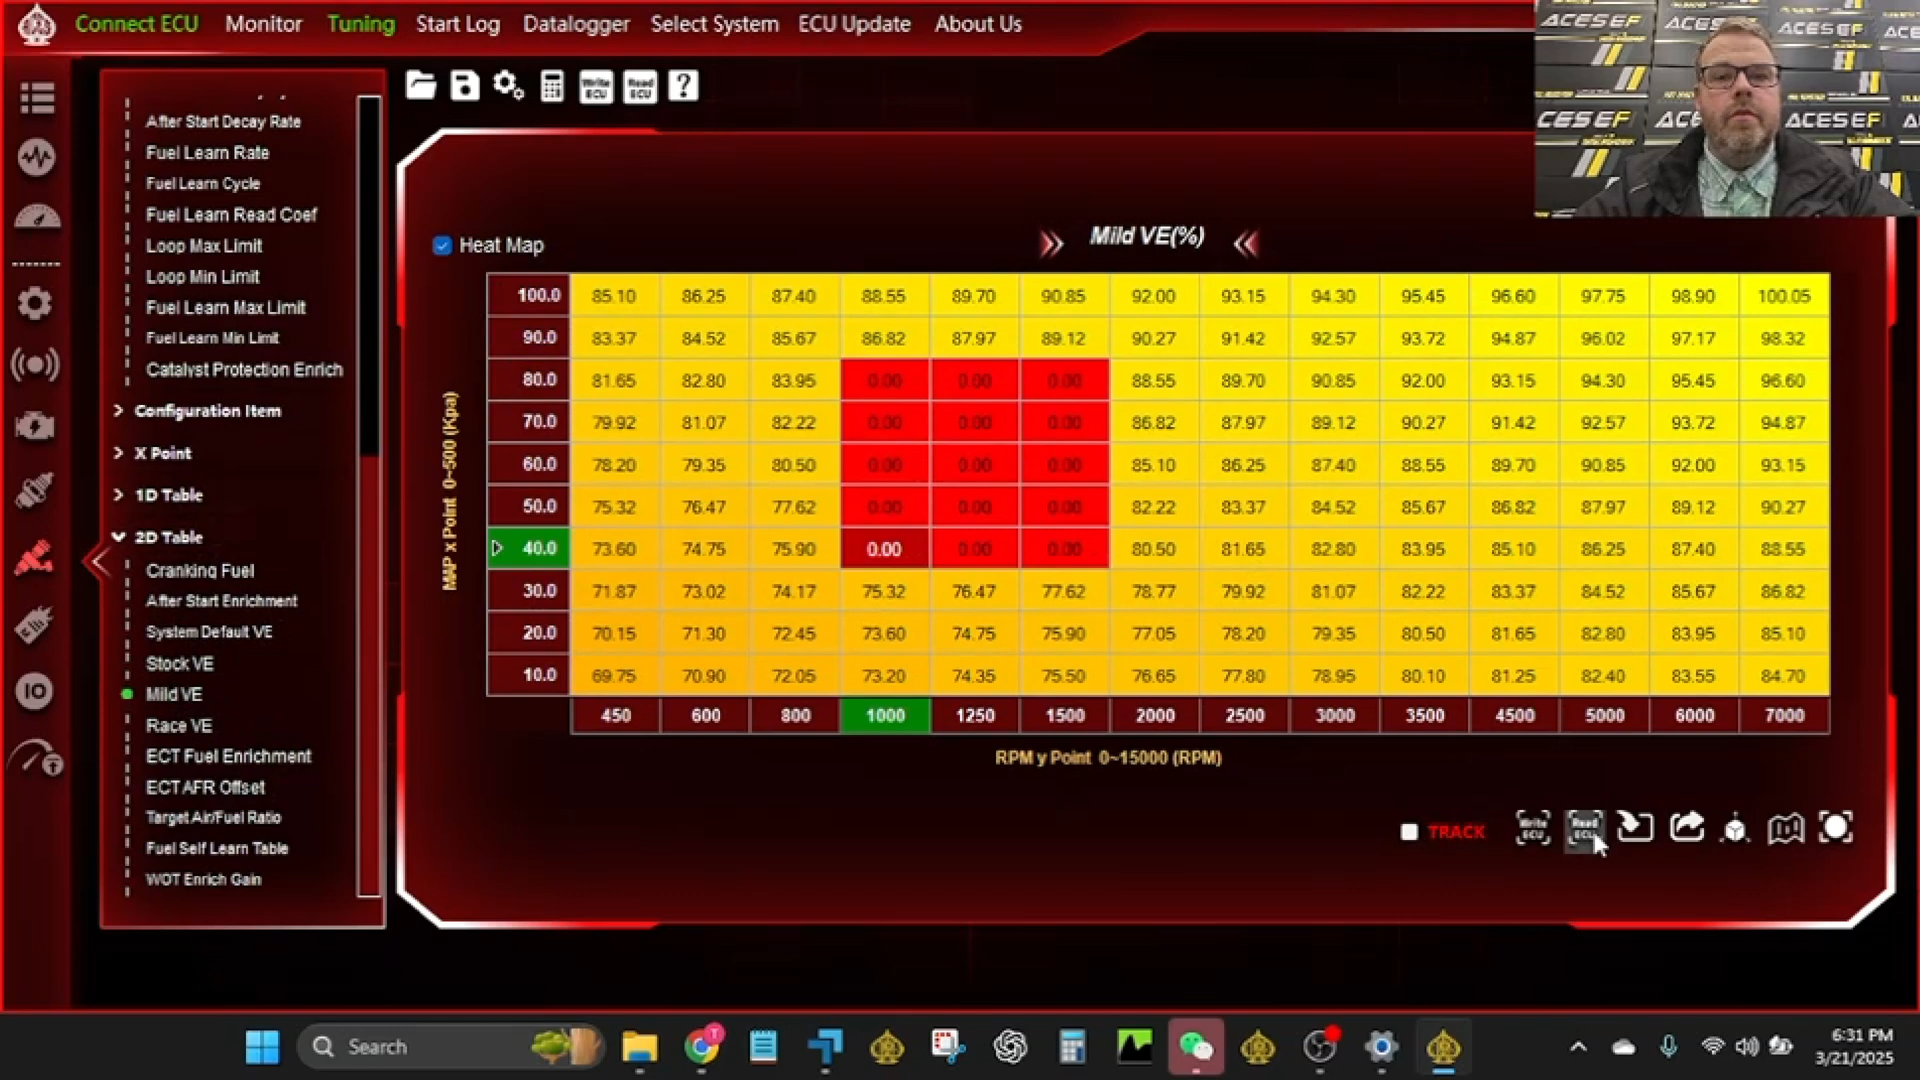 Connect ECU Monitor Tuning Start Log Datalogger Select System ECU Update About Us
ACESEF
ACESEF
ACESEF
Write ECU Read ECU ?
After Start Decay Rate
Fuel Learn Rate
Fuel Learn Cycle
Fuel Learn Read Coef
Loop Max Limit
Loop Min Limit
Fuel Learn Max Limit
Fuel Learn Min Limit
Catalyst Protection Enrich
Configuration Item
X Point
1D Table
2D Table
Cranking Fuel
After Start Enrichment
System Default VE
Stock VE
Mild VE
Race VE
ECT Fuel Enrichment
ECT AFR Offset
Target Air/Fuel Ratio
Fuel Self Learn Table
WOT Enrich Gain
IO
Heat Map
Mild VE(%)
MAP x Point 0~500 (Kpa)
100.0 85.10 86.25 87.40 88.55 89.70 90.85 92.00 93.15 94.30 95.45 96.60 97.75 98.90 100.05
90.0 83.37 84.52 85.67 86.82 87.97 89.12 90.27 91.42 92.57 93.72 94.87 96.02 97.17 98.32
80.0 81.65 82.80 83.95 0.00 0.00 0.00 88.55 89.70 90.85 92.00 93.15 94.30 95.45 96.60
70.0 79.92 81.07 82.22 0.00 0.00 0.00 86.82 87.97 89.12 90.27 91.42 92.57 93.72 94.87
60.0 78.20 79.35 80.50 0.00 0.00 0.00 85.10 86.25 87.40 88.55 89.70 90.85 92.00 93.15
50.0 75.32 76.47 77.62 0.00 0.00 0.00 82.22 83.37 84.52 85.67 86.82 87.97 89.12 90.27
40.0 73.60 74.75 75.90 0.00 0.00 0.00 80.50 81.65 82.80 83.95 85.10 86.25 87.40 88.55
30.0 71.87 73.02 74.17 75.32 76.47 77.62 78.77 79.92 81.07 82.22 83.37 84.52 85.67 86.82
20.0 70.15 71.30 72.45 73.60 74.75 75.90 77.05 78.20 79.35 80.50 81.65 82.80 83.95 85.10
10.0 69.75 70.90 72.05 73.20 74.35 75.50 76.65 77.80 78.95 80.10 81.25 82.40 83.55 84.70
450 600 800 1000 1250 1500 2000 2500 3000 3500 4500 5000 6000 7000
RPM y Point 0~15000 (RPM)
TRACK Write ECU Read ECU
Search
6:31 PM
3/21/2025